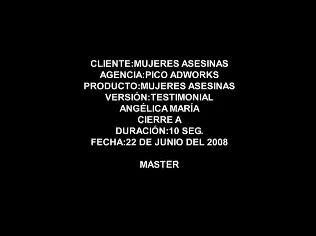 CLIENTE:MUJERES ASESINAS
AGENCIA:PICO ADWORKS
PRODUCTO:MUJERES ASESINAS
VERSIÓN:TESTIMONIAL
ANGÉLICA MARÍA
CIERRE A
DURACIÓN:10 SEG.
FECHA:22 DE JUNIO DEL 2008
MASTER